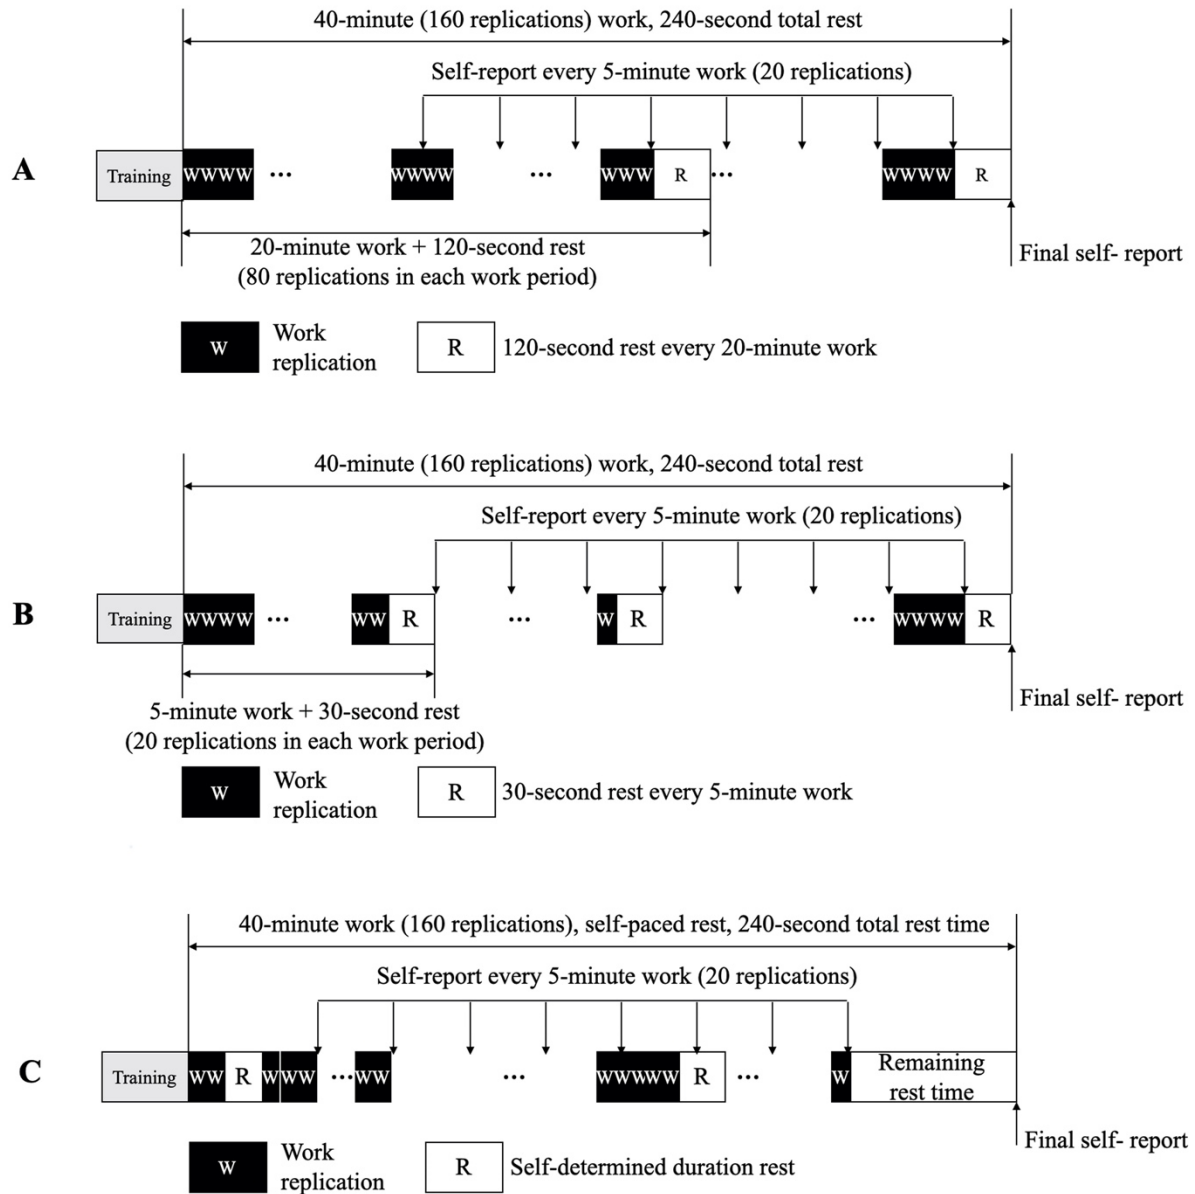 40-minute (160 replications) work, 240-second total rest
Self-report every 5-minute work (20 replications)
A
Training
WWWW
...
WWWW
...
WWW
R
...
WWWW
R
20-minute work + 120-second rest
(80 replications in each work period)
Final self- report
W
Work
replication
R
120-second rest every 20-minute work
40-minute (160 replications) work, 240-second total rest
Self-report every 5-minute work (20 replications)
B
Training
WWWW
...
WW
R
...
W
R
...
WWWW
R
5-minute work + 30-second rest
(20 replications in each work period)
Final self- report
W
Work
replication
R
30-second rest every 5-minute work
40-minute work (160 replications), self-paced rest, 240-second total rest time
Self-report every 5-minute work (20 replications)
C
Training
WW
R
WWW
...
WW
...
WWWWW
R
...
W
Remaining
rest time
Final self- report
W
Work
replication
R
Self-determined duration rest